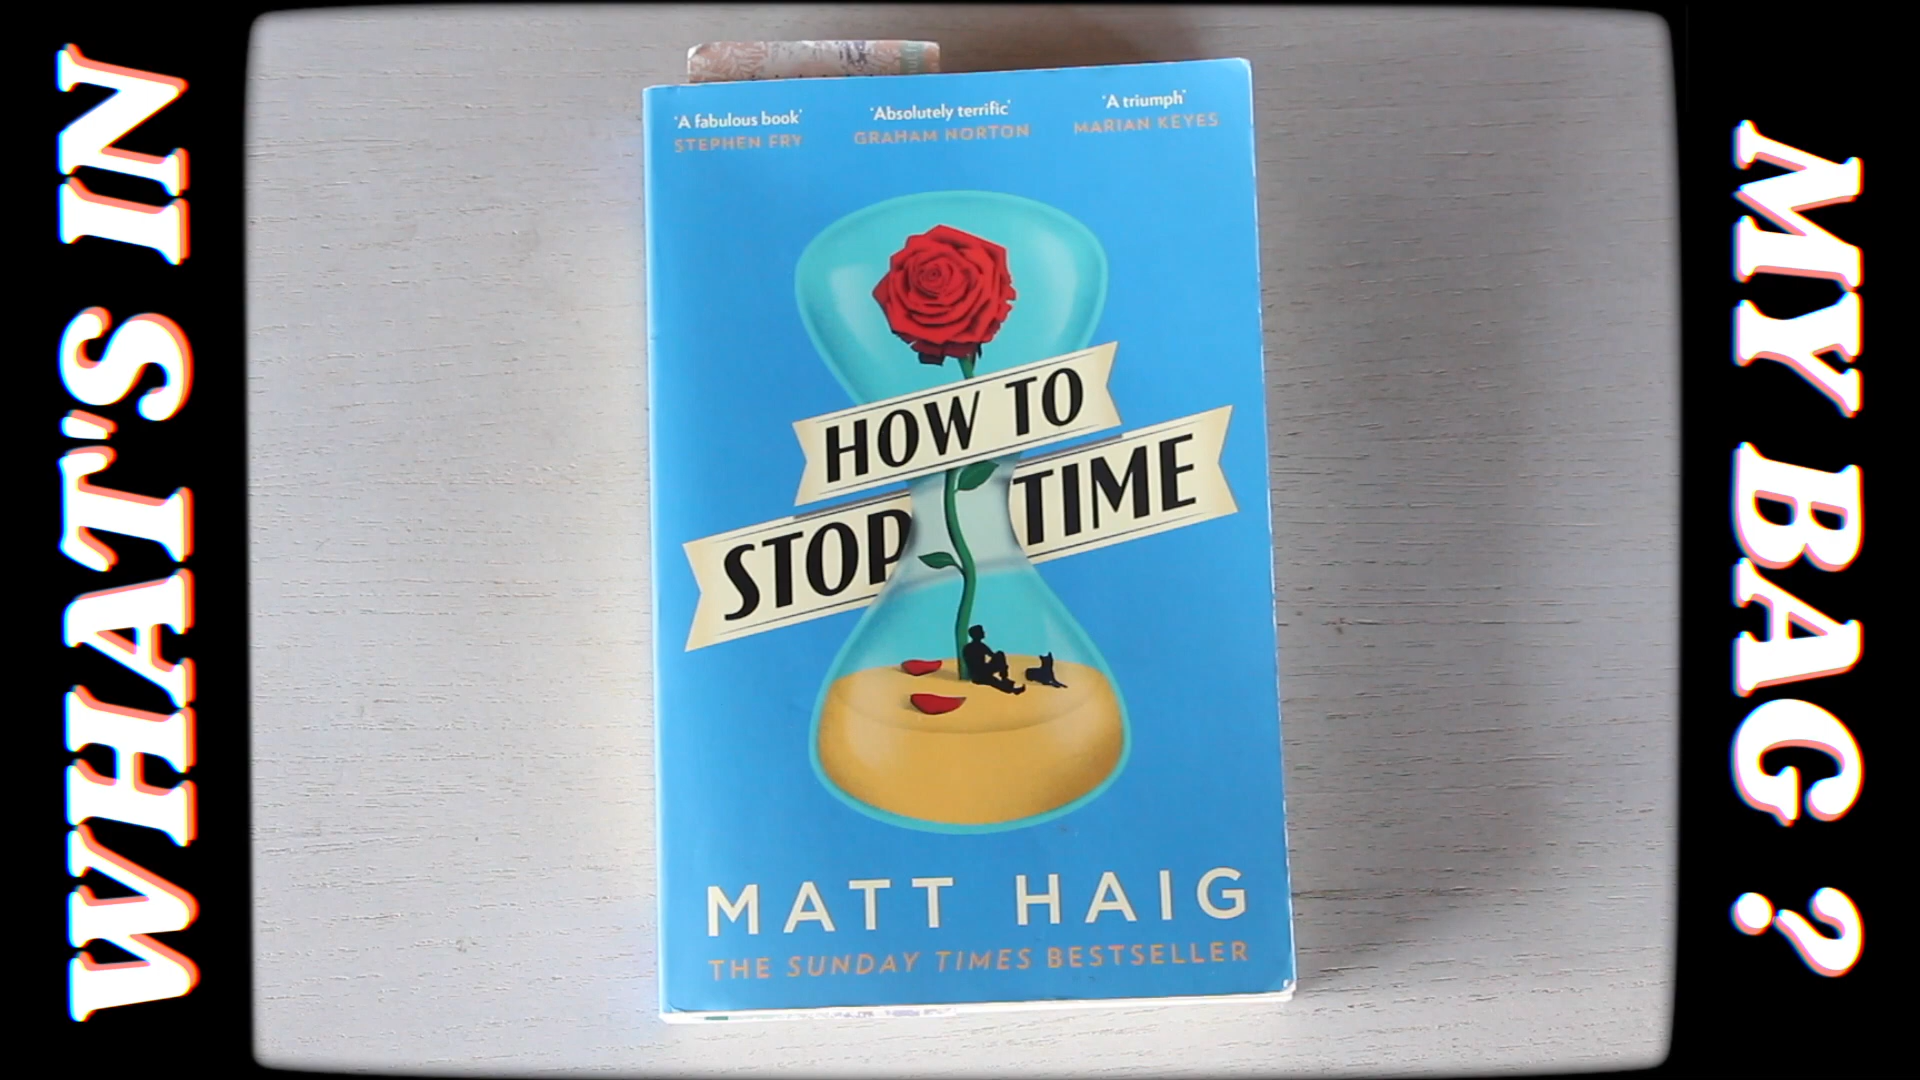 WHAT'S IN
'A fabulous book'
STEPHEN FRY
'Absolutely terrific'
GRAHAM NORTON
'A triumph'
MARIAN KEYES
HOW TO
STOP TIME
MATT HAIG
THE SUNDAY TIMES BESTSELLER
MY BAG ?